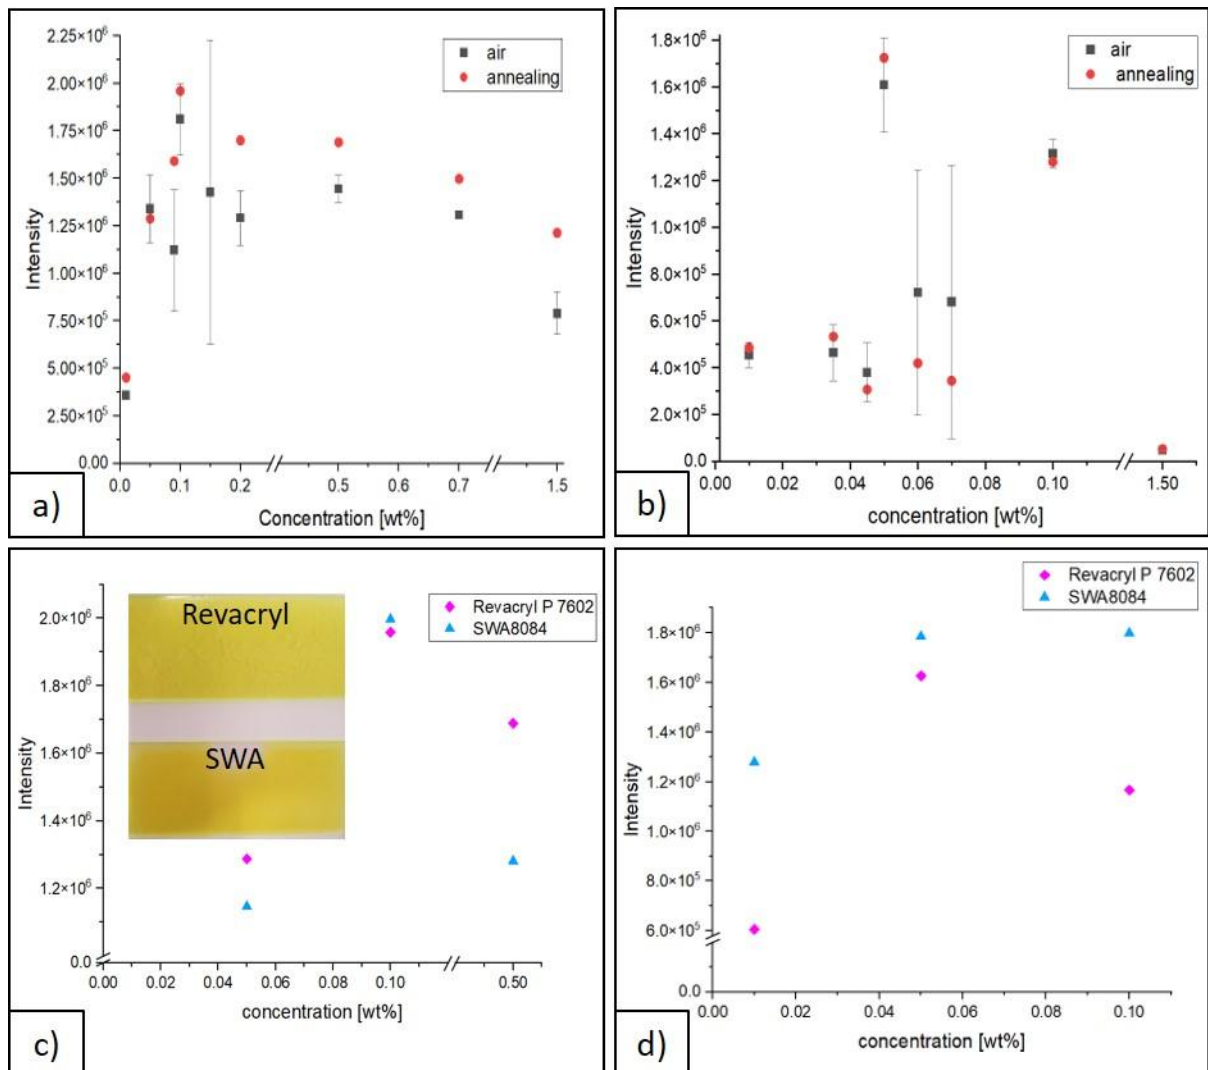 2.25×10⁶
2.00×10⁶
1.75×10⁶
1.50×10⁶
1.25×10⁶
1.00×10⁶
7.50×10⁵
5.00×10⁵
2.50×10⁵
0.00
Intensity
air
annealing
0.0 0.1 0.2 0.5 0.6 0.7 1.5
Concentration [wt%]
a)
1.8×10⁶
1.6×10⁶
1.4×10⁶
1.2×10⁶
1.0×10⁶
8.0×10⁵
6.0×10⁵
4.0×10⁵
2.0×10⁵
0.0
Intensity
air
annealing
0.00 0.02 0.04 0.06 0.08 0.10 1.50
concentration [wt%]
b)
2.0×10⁶
1.8×10⁶
1.6×10⁶
1.4×10⁶
1.2×10⁶
0.0
Intensity
Revacryl
SWA
Revacryl P 7602
SWA8084
0.00 0.02 0.04 0.06 0.08 0.10 0.50
concentration [wt%]
c)
1.8×10⁶
1.6×10⁶
1.4×10⁶
1.2×10⁶
1.0×10⁶
8.0×10⁵
6.0×10⁵
0.0
Intensity
Revacryl P 7602
SWA8084
0.00 0.02 0.04 0.06 0.08 0.10
concentration [wt%]
d)